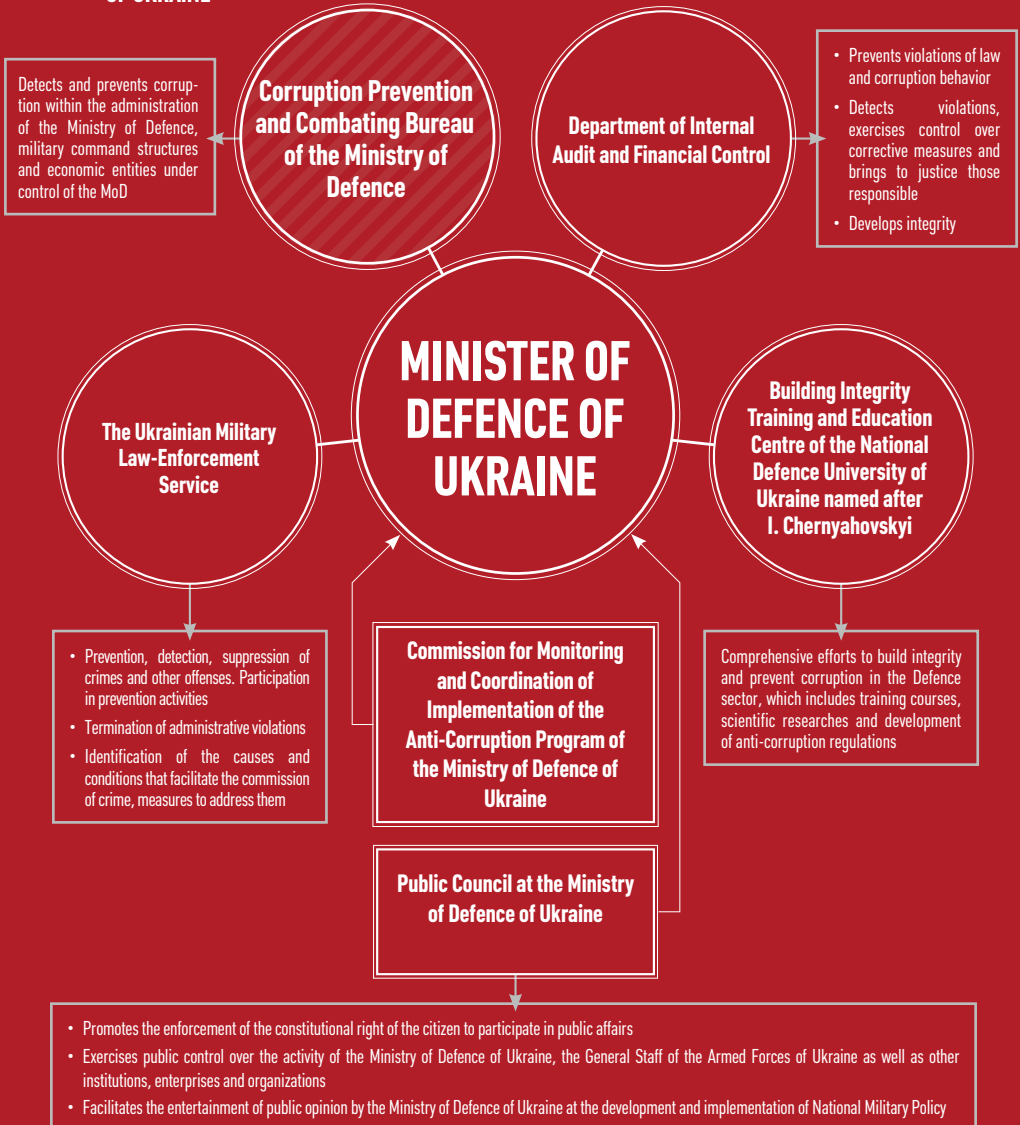 OF UKRAINE
Detects and prevents corrup-
tion within the administration
of the Ministry of Defence,
military command structures
and economic entities under
control of the MoD
Corruption Prevention
and Combating Bureau
of the Ministry of
Defence
Department of Internal
Audit and Financial Control
• Prevents violations of law
and corruption behavior
• Detects violations,
exercises control over
corrective measures and
brings to justice those
responsible
• Develops integrity
MINISTER OF
DEFENCE OF
UKRAINE
The Ukrainian Military
Law-Enforcement
Service
Building Integrity
Training and Education
Centre of the National
Defence University of
Ukraine named after
I. Chernyahovskyi
• Prevention, detection, suppression of
crimes and other offenses. Participation
in prevention activities
• Termination of administrative violations
• Identification of the causes and
conditions that facilitate the commission
of crime, measures to address them
Commission for Monitoring
and Coordination of
Implementation of the
Anti-Corruption Program of
the Ministry of Defence of
Ukraine
Comprehensive efforts to build integrity
and prevent corruption in the Defence
sector, which includes training courses,
scientific researches and development
of anti-corruption regulations
Public Council at the Ministry
of Defence of Ukraine
• Promotes the enforcement of the constitutional right of the citizen to participate in public affairs
• Exercises public control over the activity of the Ministry of Defence of Ukraine, the General Staff of the Armed Forces of Ukraine as well as other
institutions, enterprises and organizations
• Facilitates the entertainment of public opinion by the Ministry of Defence of Ukraine at the development and implementation of National Military Policy